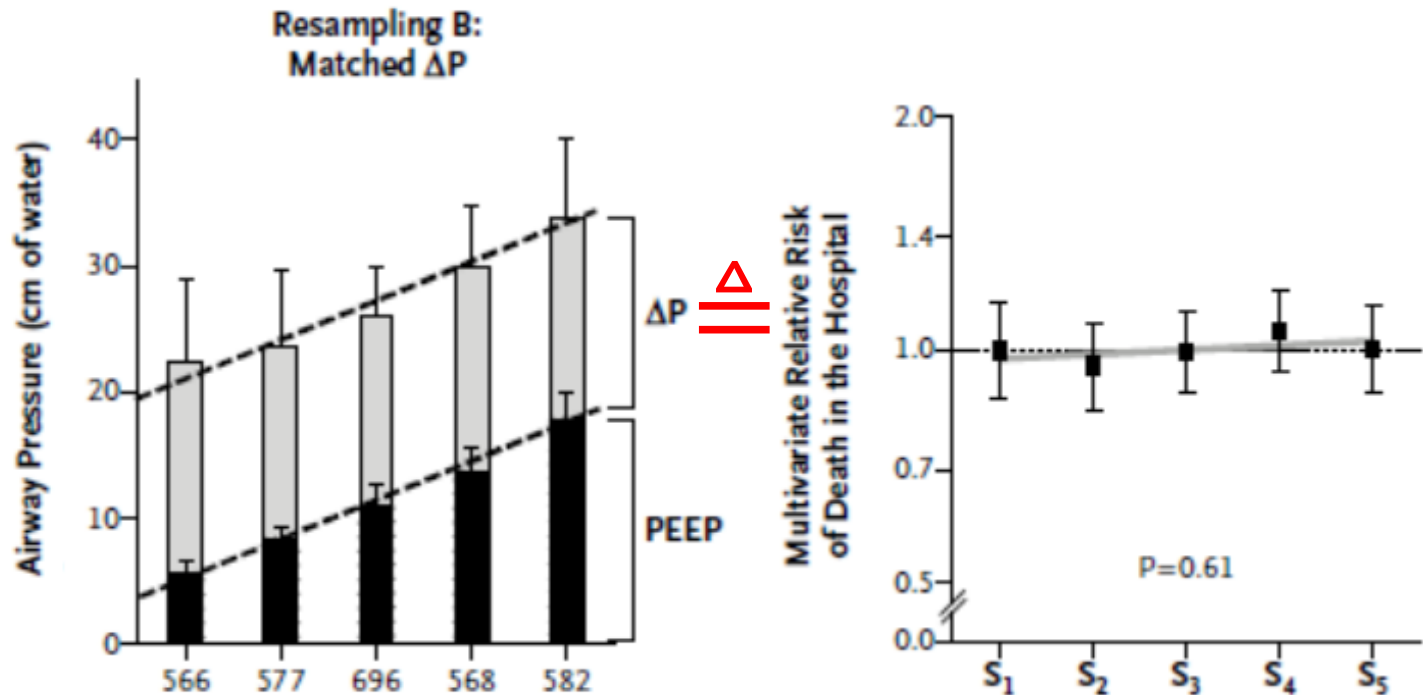 Resampling B:
Matched ΔP
Airway Pressure (cm of water)
40
30
20
10
0
566 577 696 568 582
ΔP
PEEP
Δ
Multivariate Relative Risk
of Death in the Hospital
2.0
1.4
1.0
0.7
0.5
0.0
P=0.61
S₁ S₂ S₃ S₄ S₅